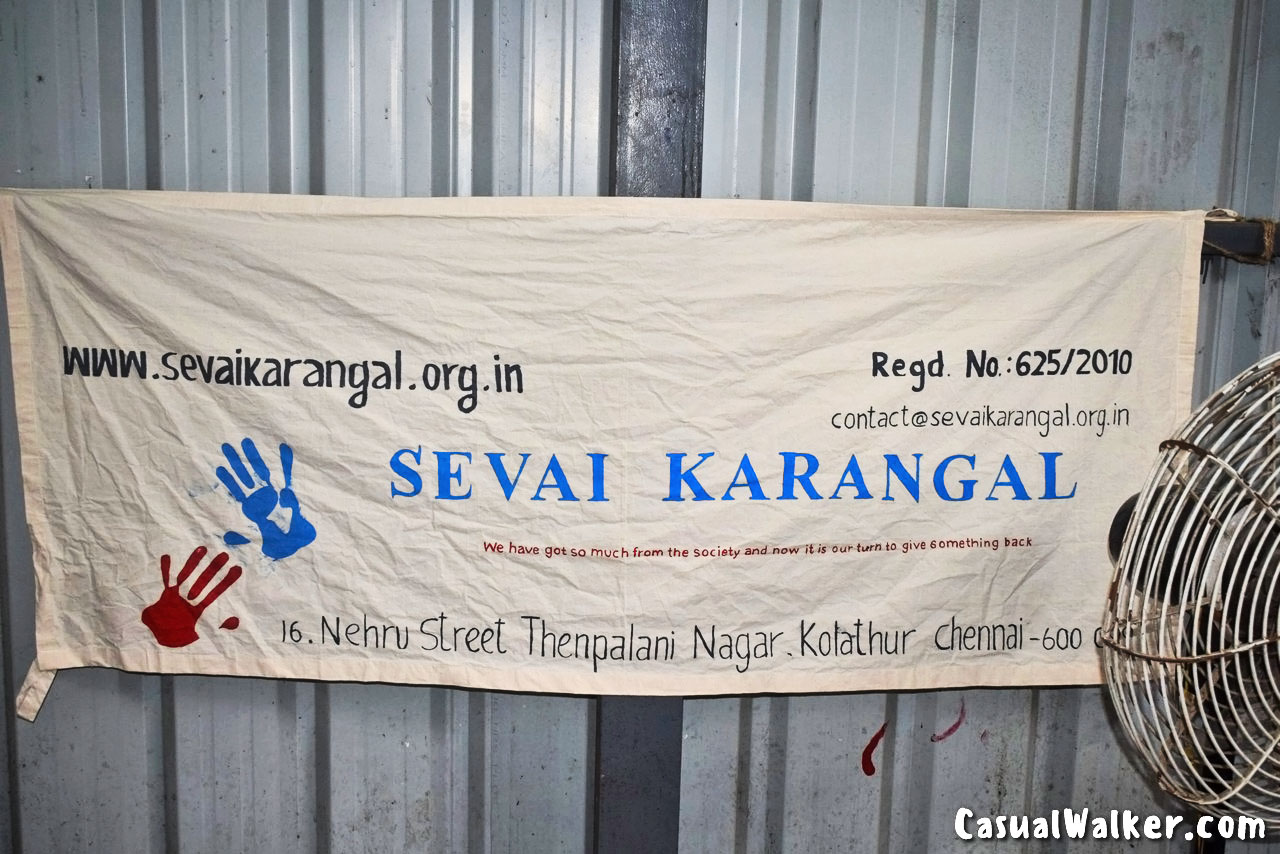 www.sevaikarangal.org.in
Regd. No.:625/2010
contact@sevaikarangal.org.in
SEVAI KARANGAL
We have got so much from the society and now it is our turn to give something back
16. Nehru Street Thenpalani Nagar. Kolathur Chennai -600
CasualWalker.com